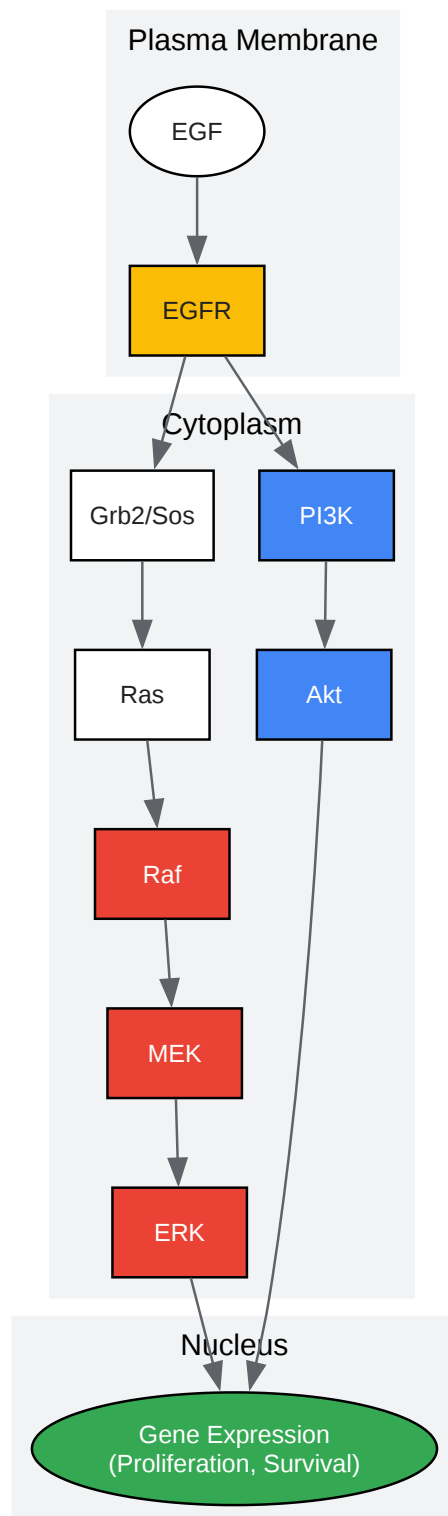 Plasma Membrane
EGF
EGFR
Cytoplasm
Grb2/Sos
PI3K
Ras
Akt
Raf
MEK
ERK
Nucleus
Gene Expression
(Proliferation, Survival)